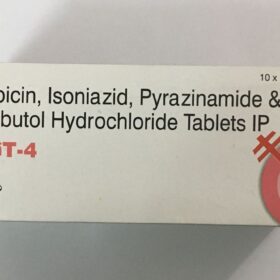 10 x
picin, Isoniazid, Pyrazinamide &
butol Hydrochloride Tablets IP
T-4